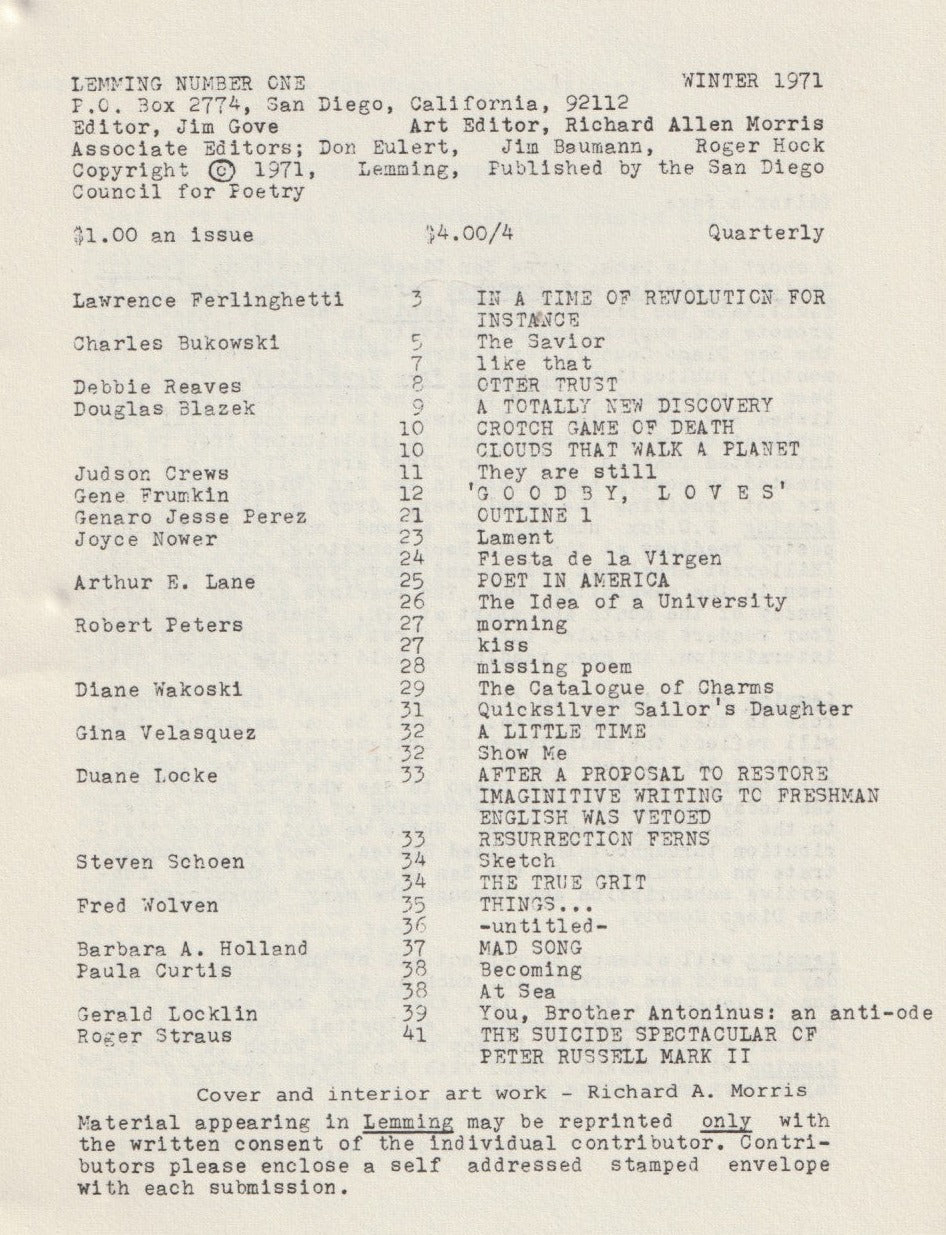 LEMMING NUMBER ONE WINTER 1971
P.O. Box 2774, San Diego, California, 92112
Editor, Jim Gove Art Editor, Richard Allen Morris
Associate Editors; Don Eulert, Jim Baumann, Roger Hock
Copyright © 1971, Lemming, Published by the San Diego
Council for Poetry
$1.00 an issue $4.00/4 Quarterly
Lawrence Ferlinghetti 3 IN A TIME OF REVOLUTION FOR
INSTANCE
Charles Bukowski 5 The Savior
7 like that
Debbie Reaves 8 OTTER TRUST
Douglas Blazek 9 A TOTALLY NEW DISCOVERY
10 CROTCH GAME OF DEATH
10 CLOUDS THAT WALK A PLANET
Judson Crews 11 They are still
Gene Frumkin 12 'G O O D B Y, L O V E S'
Genaro Jesse Perez 21 OUTLINE 1
Joyce Nower 23 Lament
24 Fiesta de la Virgen
Arthur E. Lane 25 POET IN AMERICA
26 The Idea of a University
Robert Peters 27 morning
27 kiss
28 missing poem
Diane Wakoski 29 The Catalogue of Charms
31 Quicksilver Sailor's Daughter
Gina Velasquez 32 A LITTLE TIME
32 Show Me
Duane Locke 33 AFTER A PROPOSAL TO RESTORE
IMAGINITIVE WRITING TO FRESHMAN
ENGLISH WAS VETOED
33 RESURRECTION FERNS
Steven Schoen 34 Sketch
34 THE TRUE GRIT
Fred Wolven 35 THINGS...
36 -untitled-
Barbara A. Holland 37 MAD SONG
Paula Curtis 38 Becoming
38 At Sea
Gerald Locklin 39 You, Brother Antoninus: an anti-ode
Roger Straus 41 THE SUICIDE SPECTACULAR OF
PETER RUSSELL MARK II
Cover and interior art work - Richard A. Morris
Material appearing in Lemming may be reprinted only with
the written consent of the individual contributor. Contri-
butors please enclose a self addressed stamped envelope
with each submission.